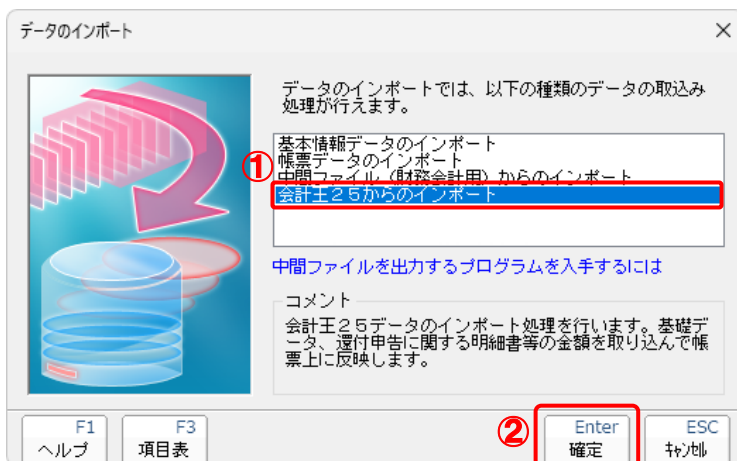 データのインポート
データのインポートでは、以下の種類のデータの取込み
処理が行えます。
基本情報データのインポート
帳票データのインポート
①
中間ファイル（財務会計用）からのインポート
会計王２５からのインポート
中間ファイルを出力するプログラムを入手するには
コメント
会計王２５データのインポート処理を行います。基礎デ
ータ、還付申告に関する明細書等の金額を取り込んで帳
票上に反映します。
F1
ヘルプ
F3
項目表
②
Enter
確定
ESC
ｷｬﾝｾﾙ